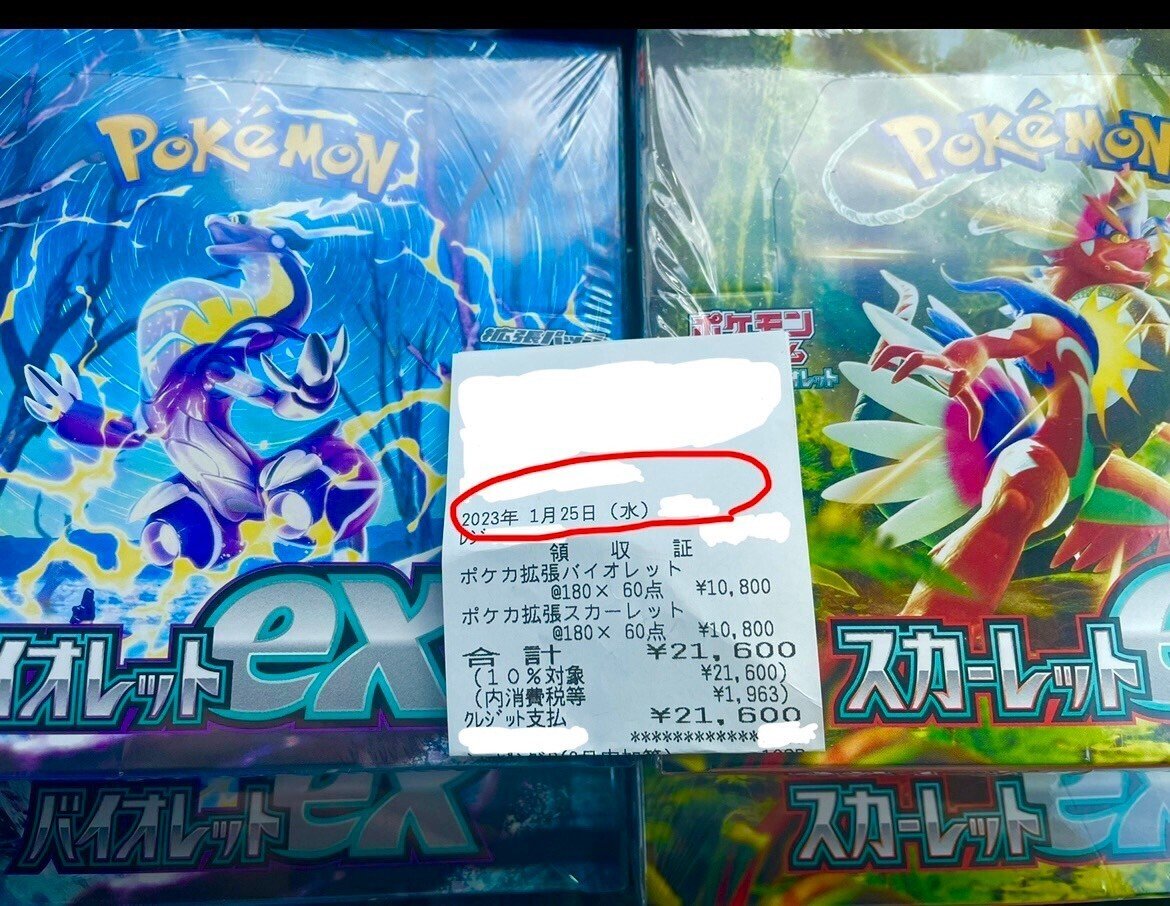 POKéMON
POKéMON
拡張パック
ポケモン
2023年 1月25日(水)
レジ
領 収 証
ポケカ拡張バイオレット
@180× 60点 ¥10,800
ポケカ拡張スカーレット
@180× 60点 ¥10,800
合 計 ¥21,600
(10%対象 ¥21,600)
(内消費税等 ¥1,963)
クレジット支払 ¥21,600
************
バイオレットex
スカーレットe
バイオレットex
スカーレットex